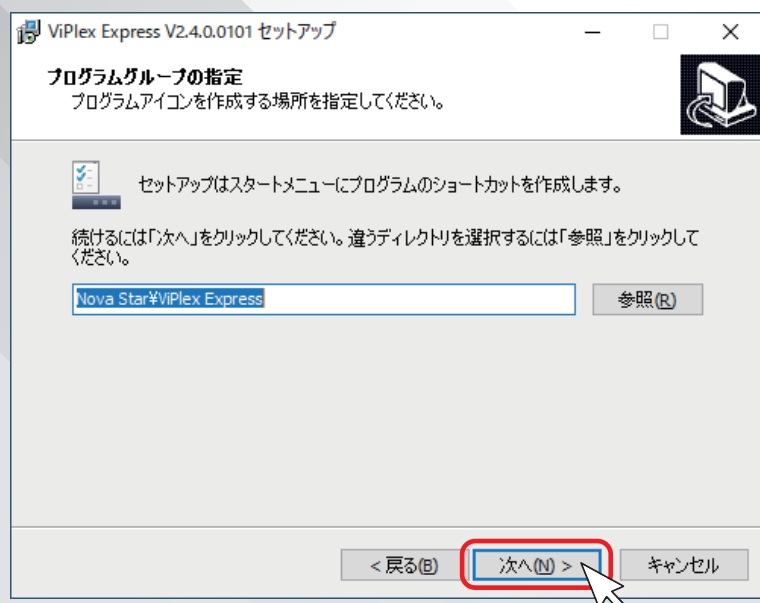 ViPlex Express V2.4.0.0101 セットアップ
プログラムグループの指定
プログラムアイコンを作成する場所を指定してください。
セットアップはスタートメニューにプログラムのショートカットを作成します。
続けるには「次へ」をクリックしてください。違うディレクトリを選択するには「参照」をクリックして
ください。
Nova Star¥ViPlex Express
参照(R)
< 戻る(B)
次へ(N) >
キャンセル